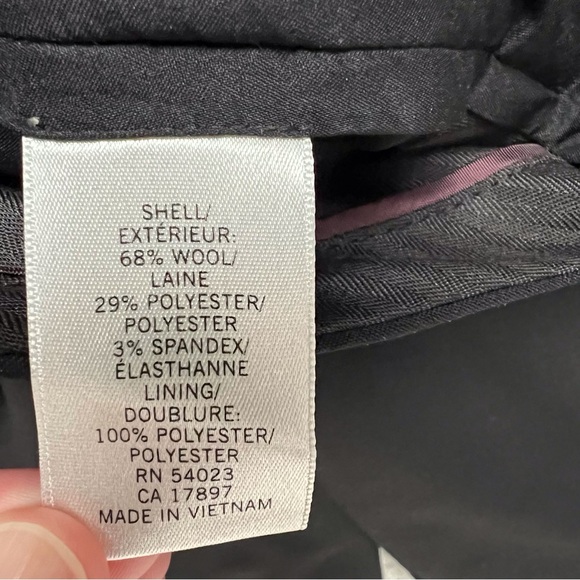 SHELL/
EXTÉRIEUR:
68% WOOL/
LAINE
29% POLYESTER/
POLYESTER
3% SPANDEX/
ÉLASTHANNE
LINING/
DOUBLURE:
100% POLYESTER/
POLYESTER
RN 54023
CA 17897
MADE IN VIETNAM